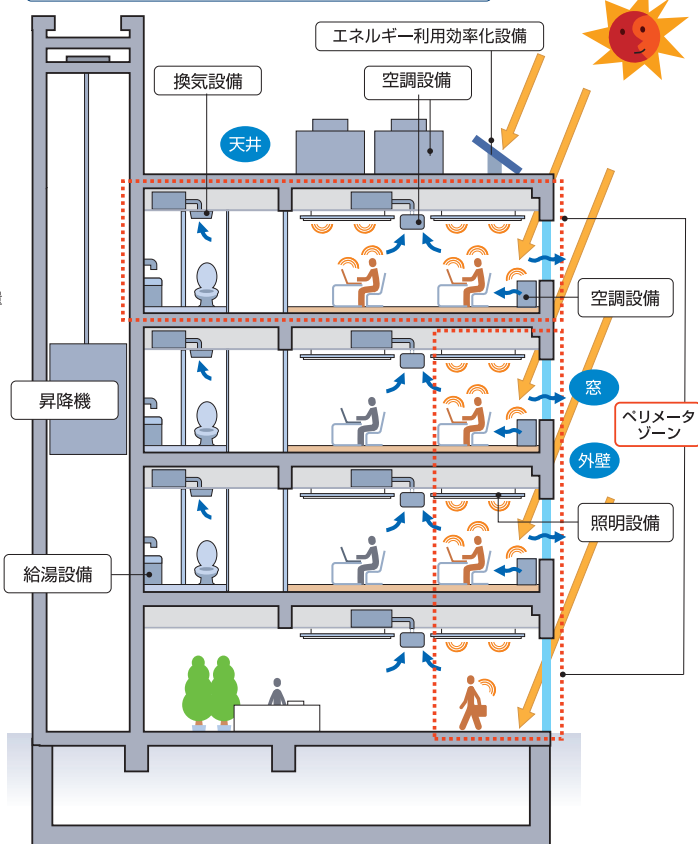 エネルギー利用効率化設備
換気設備
空調設備
天井
空調設備
昇降機
窓
ペリメータ
ゾーン
外壁
照明設備
給湯設備